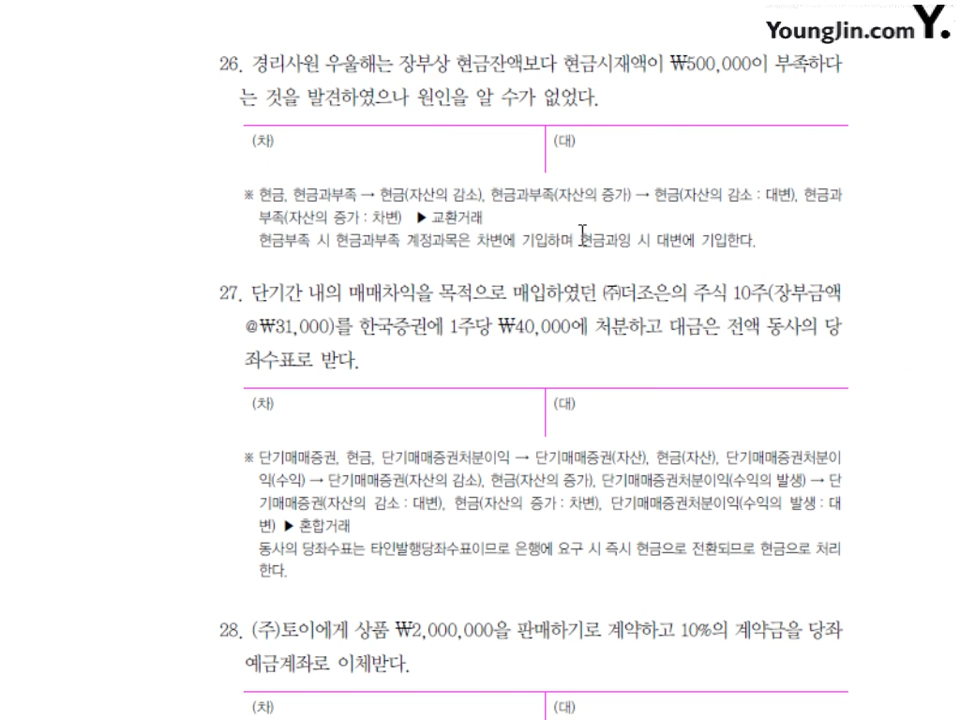 YoungJin.com Y.
26. 경리사원 우울해는 장부상 현금잔액보다 현금시재액이 ₩500,000이 부족하다
는 것을 발견하였으나 원인을 알 수가 없었다.
(차) (대)
※ 현금, 현금과부족 → 현금(자산의 감소), 현금과부족(자산의 증가) → 현금(자산의 감소 : 대변), 현금과
부족(자산의 증가 : 차변) ▶ 교환거래
현금부족 시 현금과부족 계정과목은 차변에 기입하며 현금과잉 시 대변에 기입한다.
27. 단기간 내의 매매차익을 목적으로 매입하였던 ㈜더조은의 주식 10주(장부금액
@₩31,000)를 한국증권에 1주당 ₩40,000에 처분하고 대금은 전액 동사의 당
좌수표로 받다.
(차) (대)
※ 단기매매증권, 현금, 단기매매증권처분이익 → 단기매매증권(자산), 현금(자산), 단기매매증권처분이
익(수익) → 단기매매증권(자산의 감소), 현금(자산의 증가), 단기매매증권처분이익(수익의 발생) → 단
기매매증권(자산의 감소 : 대변), 현금(자산의 증가 : 차변), 단기매매증권처분이익(수익의 발생 : 대
변) ▶ 혼합거래
동사의 당좌수표는 타인발행당좌수표이므로 은행에 요구 시 즉시 현금으로 전환되므로 현금으로 처리
한다.
28. (주)토이에게 상품 ₩2,000,000을 판매하기로 계약하고 10%의 계약금을 당좌
예금계좌로 이체받다.
(차) (대)